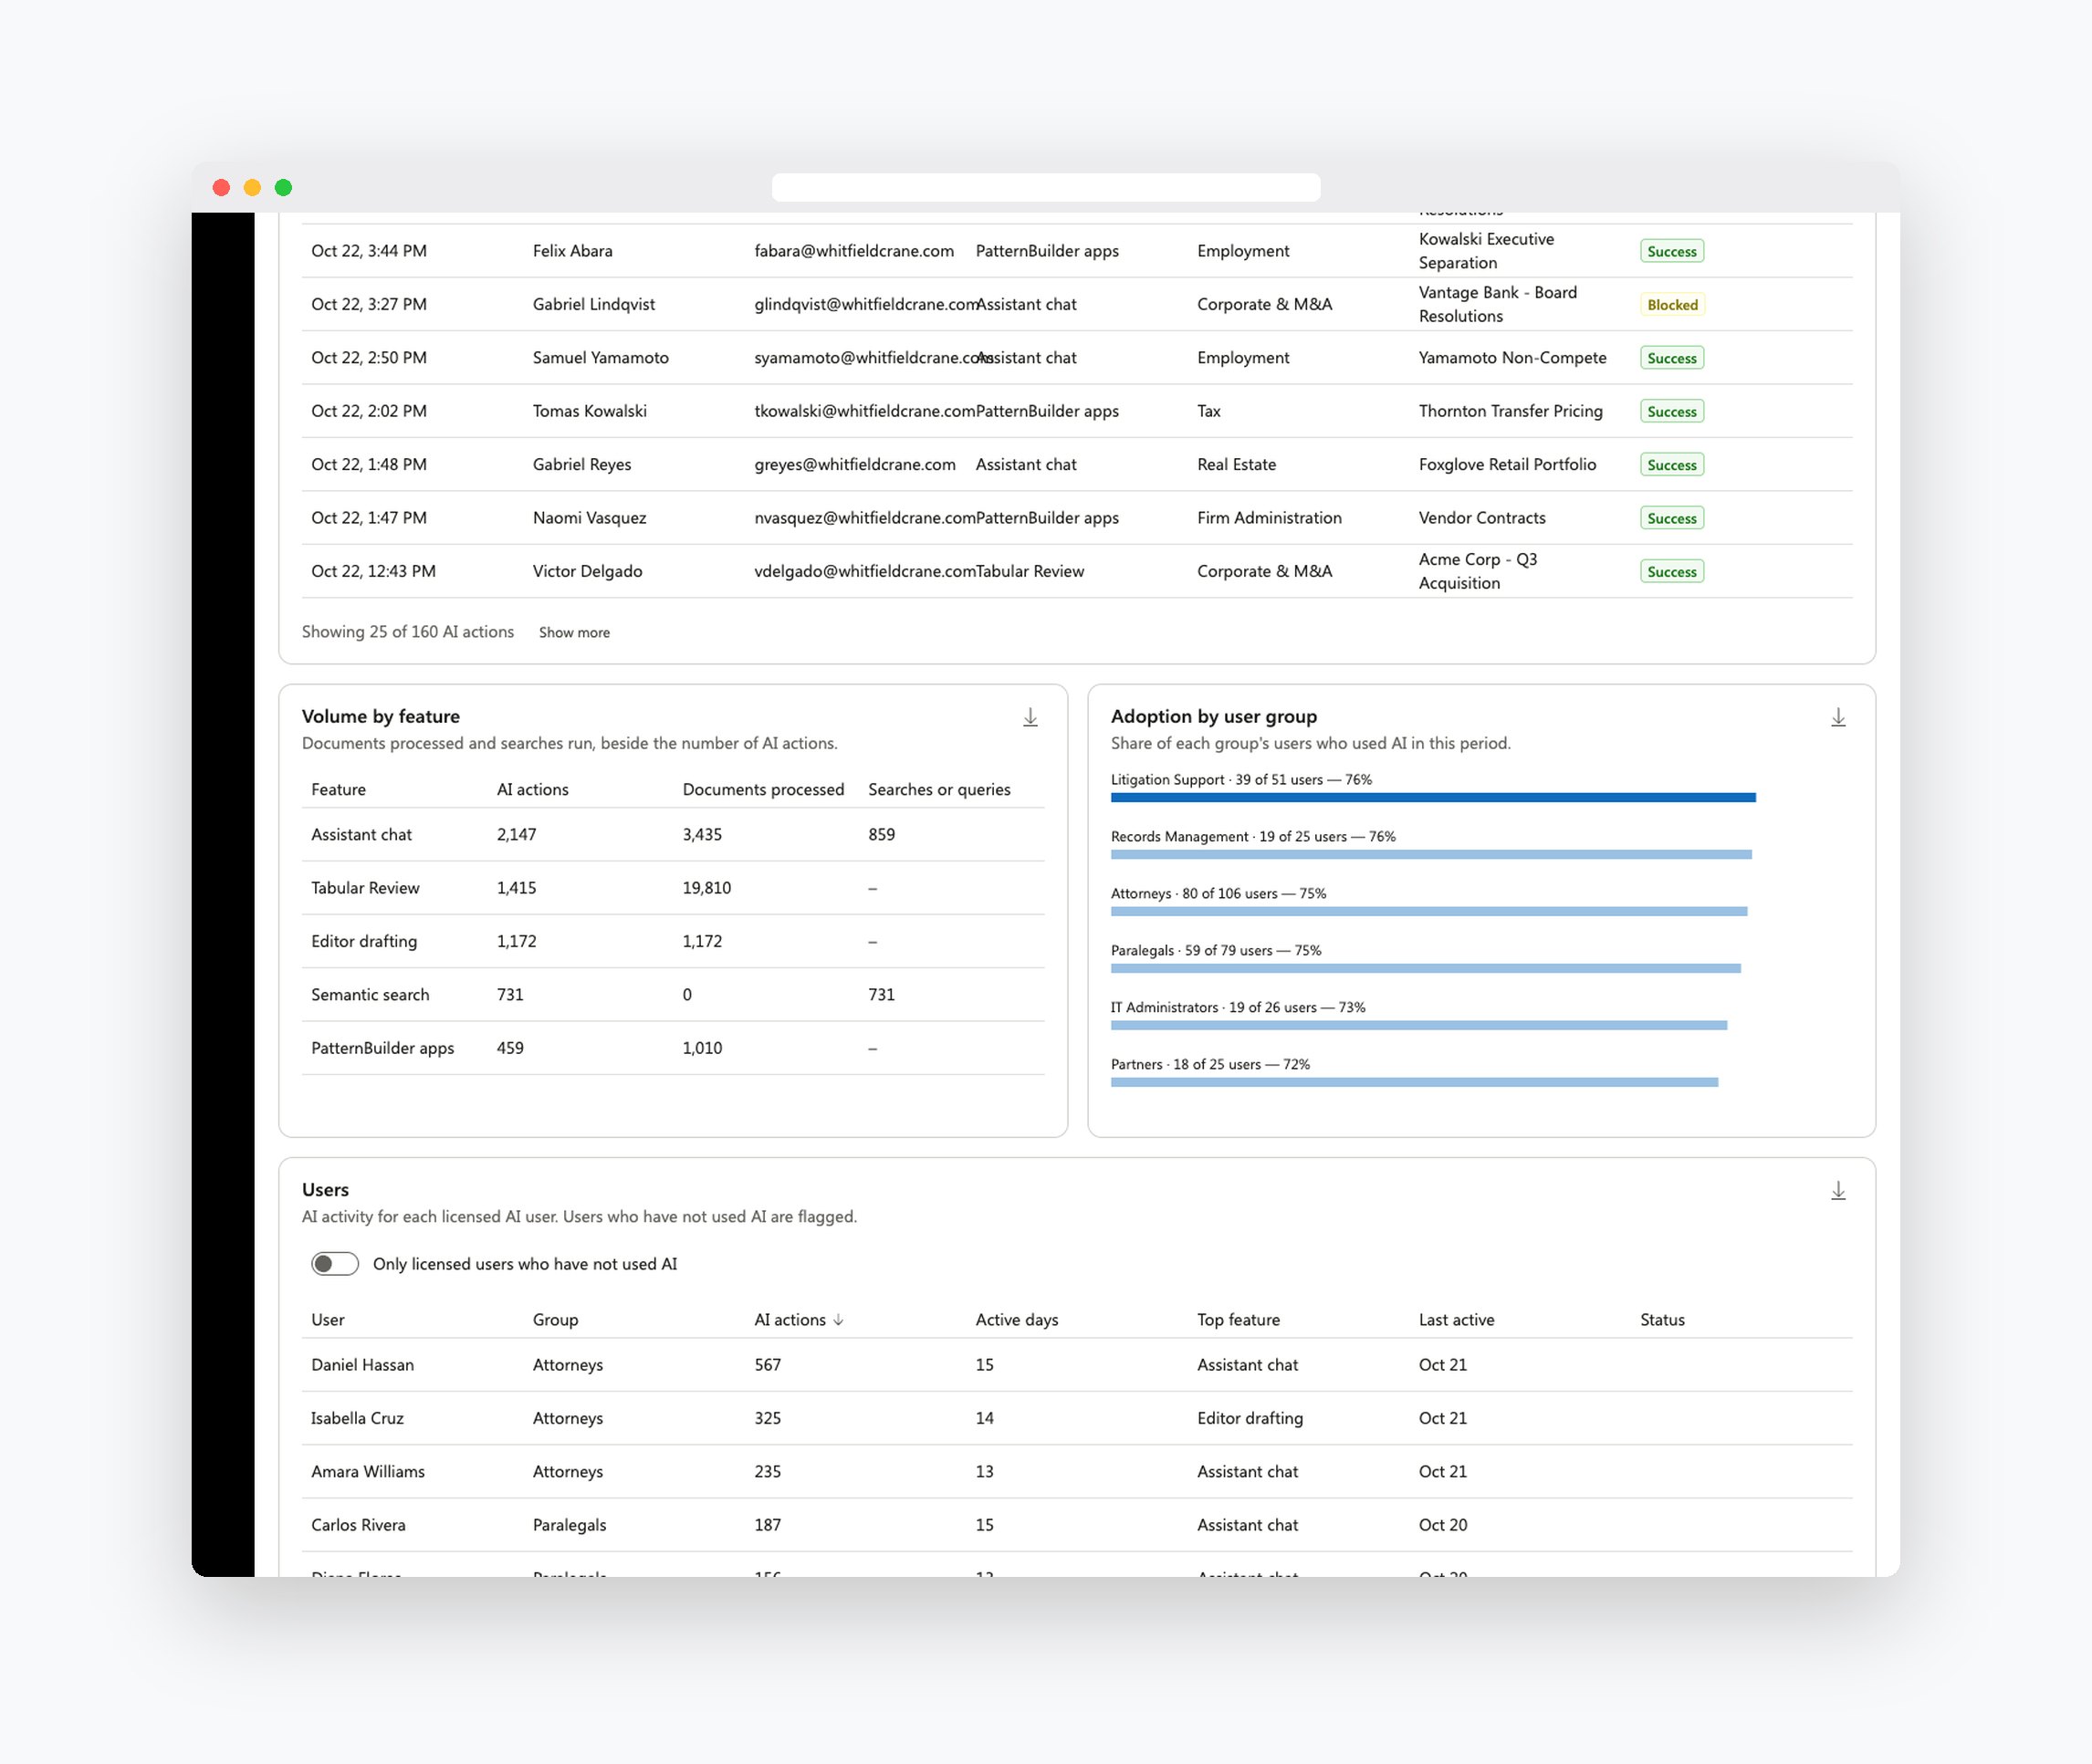 Resolutions
Oct 22, 3:44 PM Felix Abara fabara@whitfieldcrane.com PatternBuilder apps Employment Kowalski Executive Separation Success
Oct 22, 3:27 PM Gabriel Lindqvist glindqvist@whitfieldcrane.com Assistant chat Corporate & M&A Vantage Bank - Board Resolutions Blocked
Oct 22, 2:50 PM Samuel Yamamoto syamamoto@whitfieldcrane.com Assistant chat Employment Yamamoto Non-Compete Success
Oct 22, 2:02 PM Tomas Kowalski tkowalski@whitfieldcrane.com PatternBuilder apps Tax Thornton Transfer Pricing Success
Oct 22, 1:48 PM Gabriel Reyes greyes@whitfieldcrane.com Assistant chat Real Estate Foxglove Retail Portfolio Success
Oct 22, 1:47 PM Naomi Vasquez nvasquez@whitfieldcrane.com PatternBuilder apps Firm Administration Vendor Contracts Success
Oct 22, 12:43 PM Victor Delgado vdelgado@whitfieldcrane.com Tabular Review Corporate & M&A Acme Corp - Q3 Acquisition Success
Showing 25 of 160 AI actions Show more
Volume by feature
Documents processed and searches run, beside the number of AI actions.
Feature AI actions Documents processed Searches or queries
Assistant chat 2,147 3,435 859
Tabular Review 1,415 19,810 –
Editor drafting 1,172 1,172 –
Semantic search 731 0 731
PatternBuilder apps 459 1,010 –
Adoption by user group
Share of each group's users who used AI in this period.
Litigation Support · 39 of 51 users — 76%
Records Management · 19 of 25 users — 76%
Attorneys · 80 of 106 users — 75%
Paralegals · 59 of 79 users — 75%
IT Administrators · 19 of 26 users — 73%
Partners · 18 of 25 users — 72%
Users
AI activity for each licensed AI user. Users who have not used AI are flagged.
Only licensed users who have not used AI
User Group AI actions Active days Top feature Last active Status
Daniel Hassan Attorneys 567 15 Assistant chat Oct 21
Isabella Cruz Attorneys 325 14 Editor drafting Oct 21
Amara Williams Attorneys 235 13 Assistant chat Oct 21
Carlos Rivera Paralegals 187 15 Assistant chat Oct 20
Paralegals Assistant chat